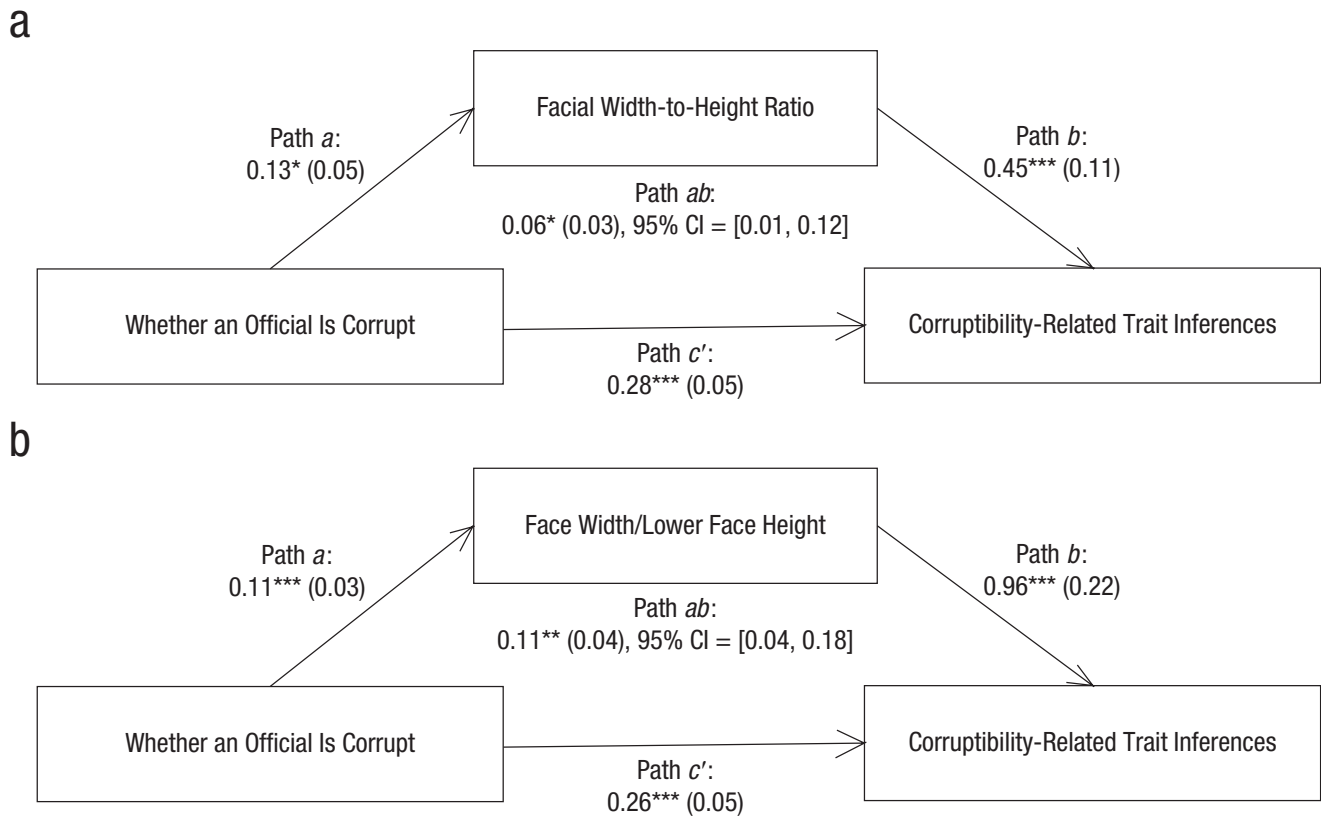 a
Facial Width-to-Height Ratio
Path a:
0.13* (0.05)
Path b:
0.45*** (0.11)
Path ab:
0.06* (0.03), 95% CI = [0.01, 0.12]
Whether an Official Is Corrupt
Corruptibility-Related Trait Inferences
Path c′:
0.28*** (0.05)
b
Face Width/Lower Face Height
Path a:
0.11*** (0.03)
Path b:
0.96*** (0.22)
Path ab:
0.11** (0.04), 95% CI = [0.04, 0.18]
Whether an Official Is Corrupt
Corruptibility-Related Trait Inferences
Path c′:
0.26*** (0.05)